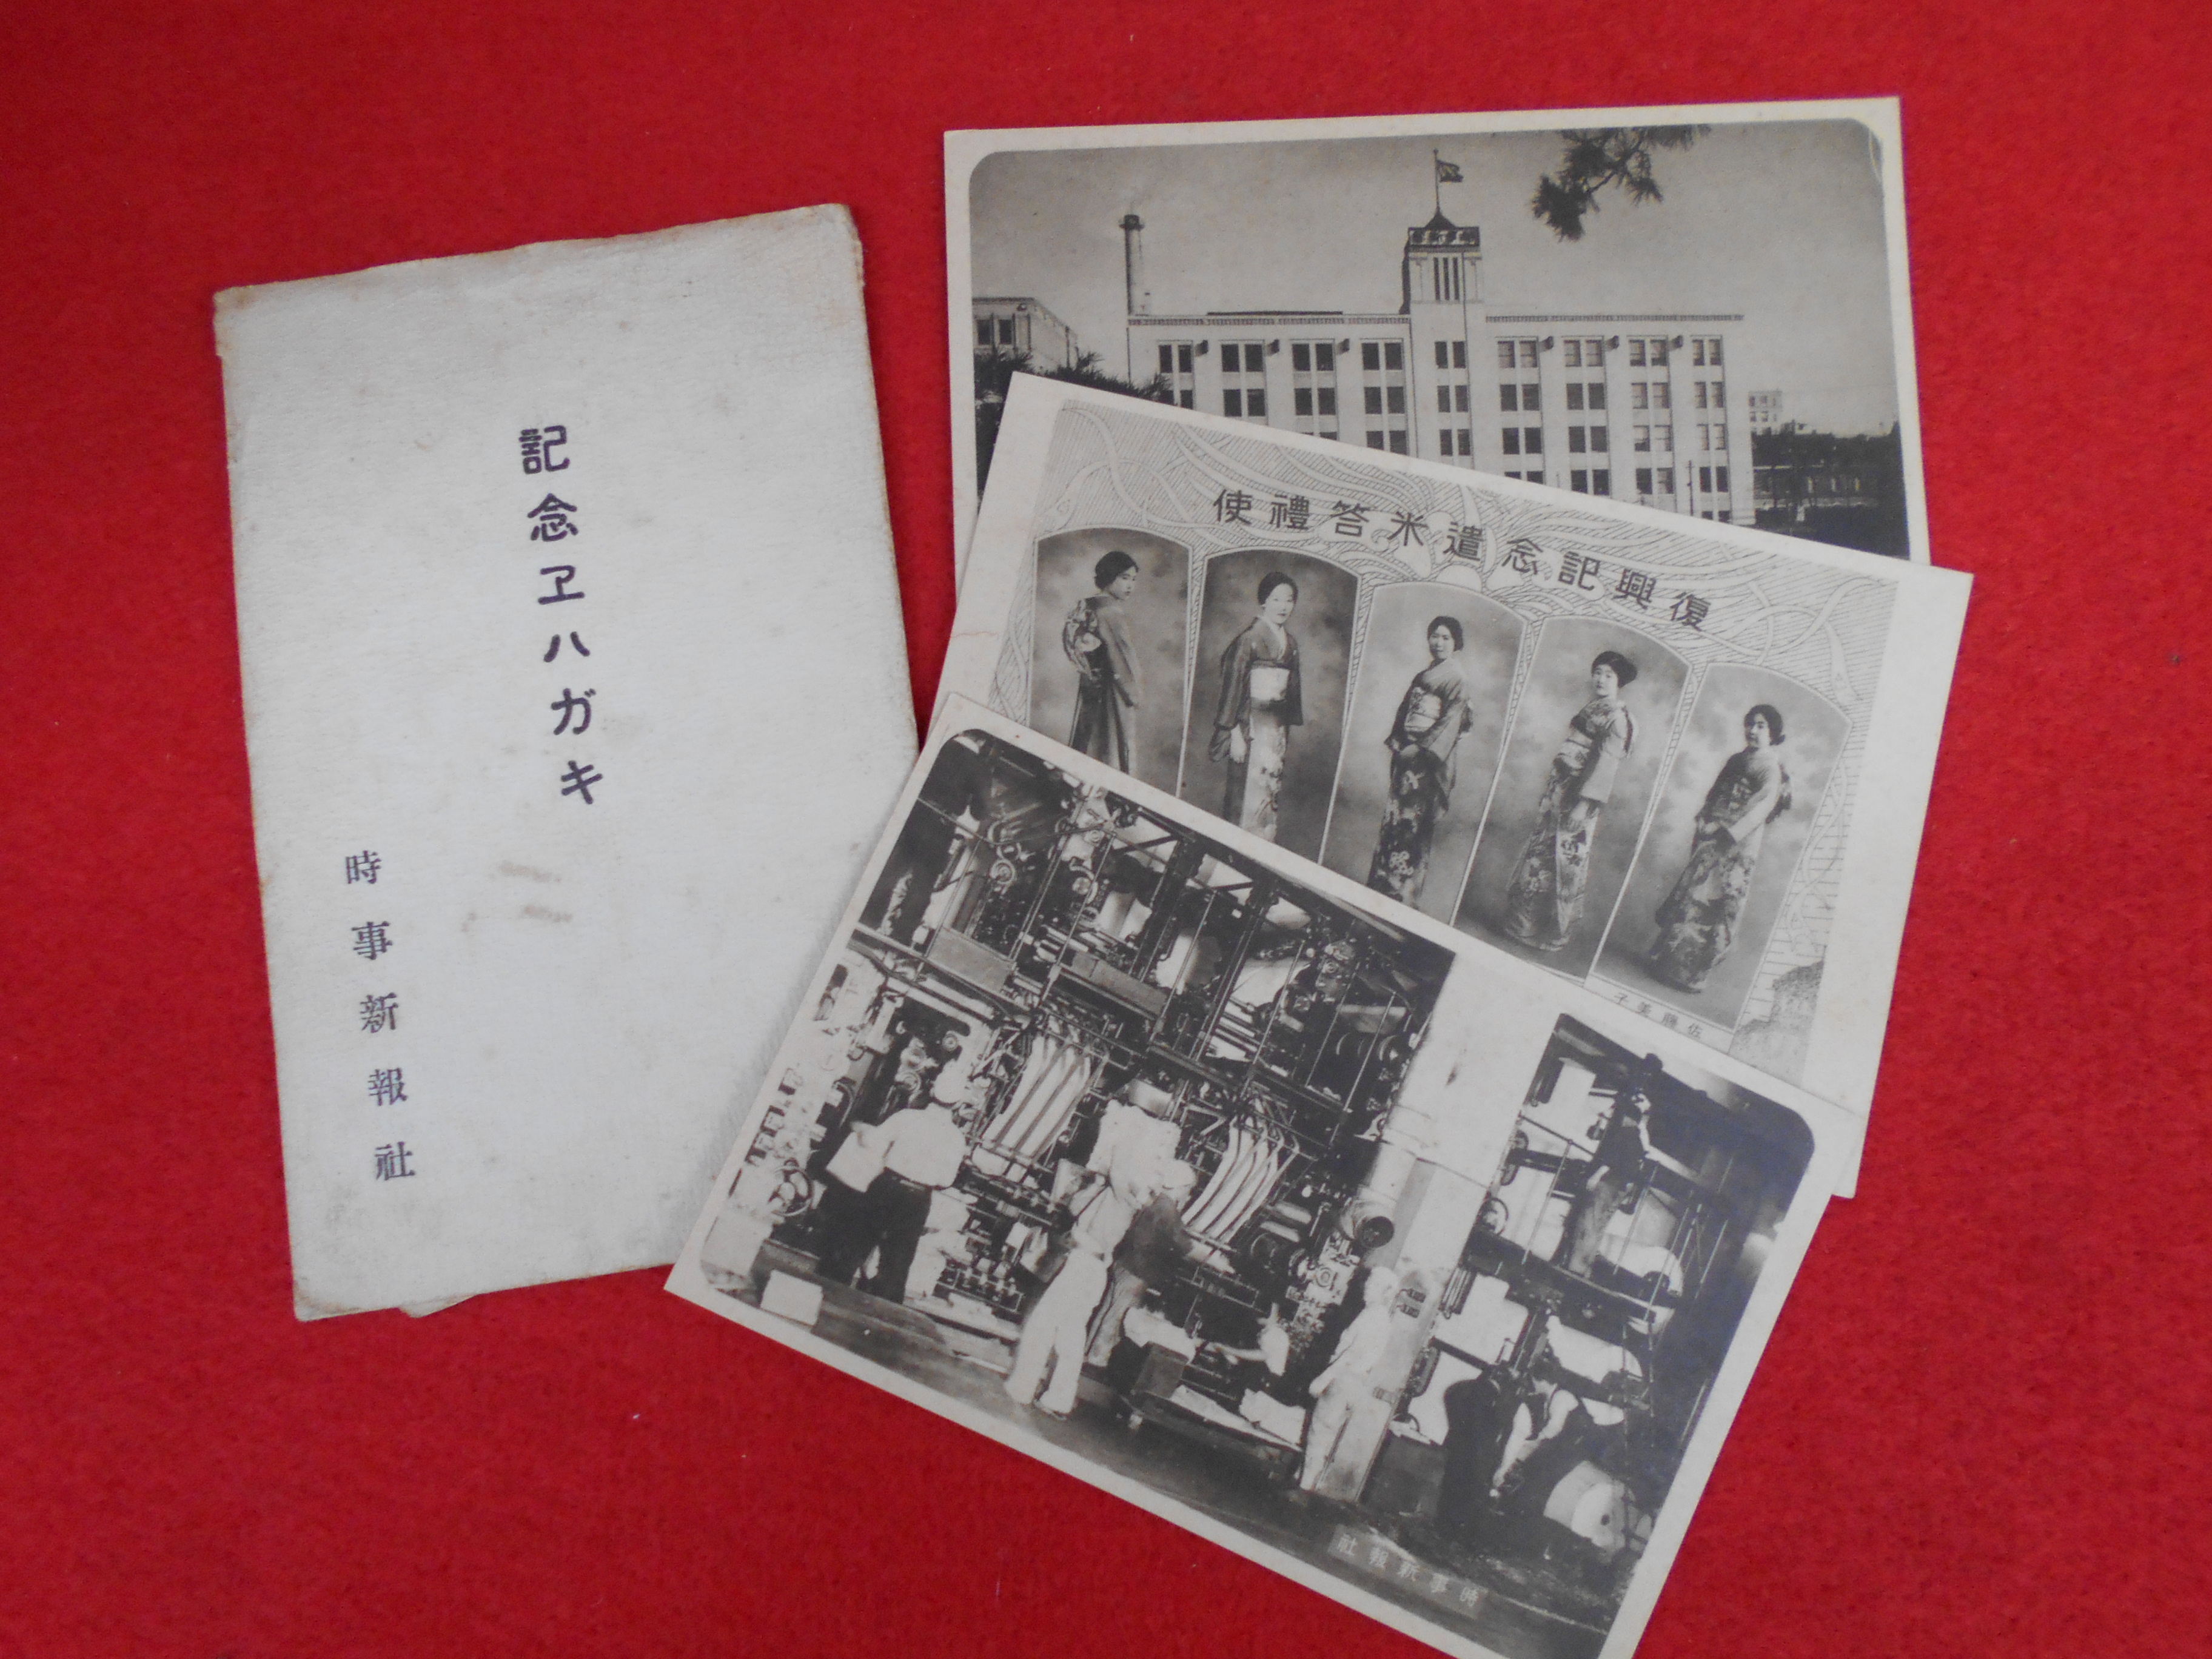 記念ヱハガキ
時事新報社
使禮答米遣念記興復
子美藤佐
社報新事時